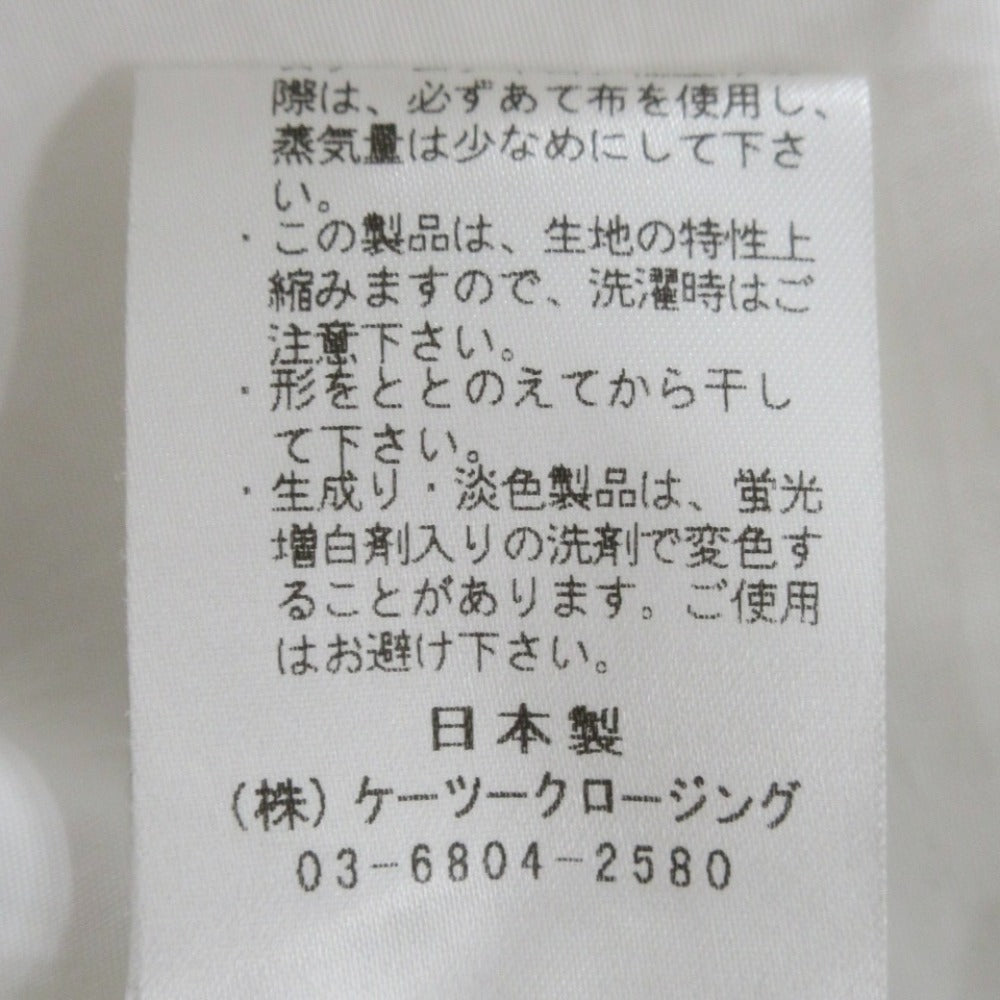 際は、必ずあて布を使用し、
蒸気量は少なめにして下さ
い。
・この製品は、生地の特性上
縮みますので、洗濯時はご
注意下さい。
・形をととのえてから干し
て下さい。
・生成り・淡色製品は、蛍光
増白剤入りの洗剤で変色す
ることがあります。ご使用
はお避け下さい。
日本製
(株)ケーツークロージング
03-6804-2580